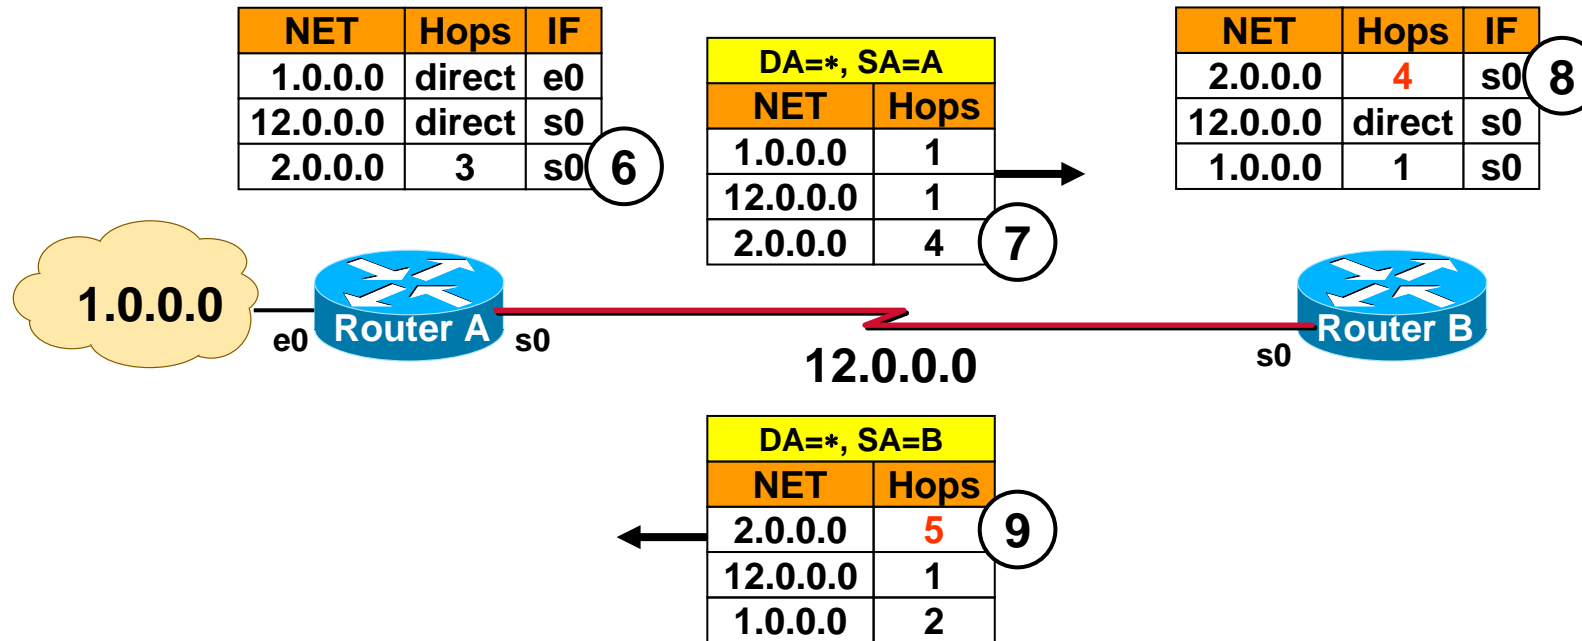 NET Hops IF
1.0.0.0 direct e0
12.0.0.0 direct s0
2.0.0.0 3 s0
6
DA=*, SA=A
NET Hops
1.0.0.0 1
12.0.0.0 1
2.0.0.0 4
7
NET Hops IF
2.0.0.0 4 s0
12.0.0.0 direct s0
1.0.0.0 1 s0
8
1.0.0.0
e0
Router A
s0
12.0.0.0
s0
Router B
DA=*, SA=B
NET Hops
2.0.0.0 5
12.0.0.0 1
1.0.0.0 2
9